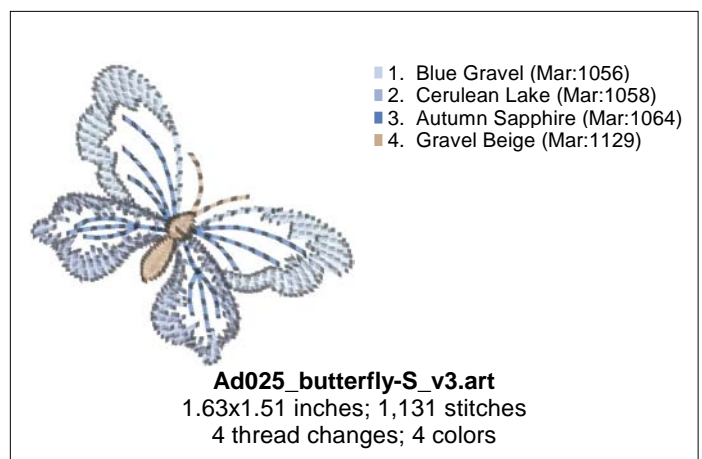 1. Blue Gravel (Mar:1056)
2. Cerulean Lake (Mar:1058)
3. Autumn Sapphire (Mar:1064)
4. Gravel Beige (Mar:1129)
Ad025_butterfly-S_v3.art
1.63x1.51 inches; 1,131 stitches
4 thread changes; 4 colors